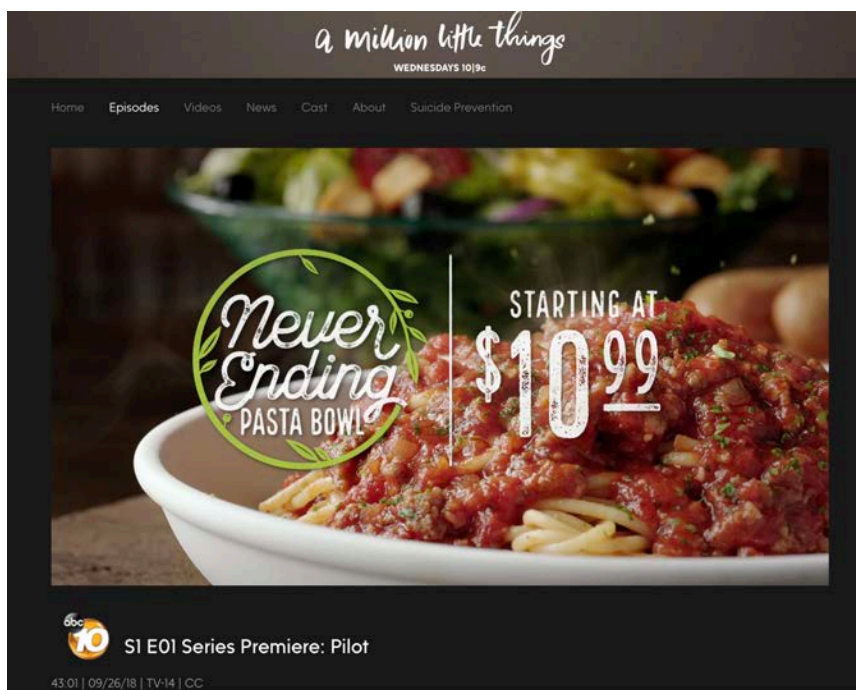 a million little things
WEDNESDAYS 10|9c
Home Episodes Videos News Cast About Suicide Prevention
Never
Ending
PASTA BOWL
STARTING AT
$10.99
abc
10
S1 E01 Series Premiere: Pilot
43:01 | 09/26/18 | TV-14 | CC